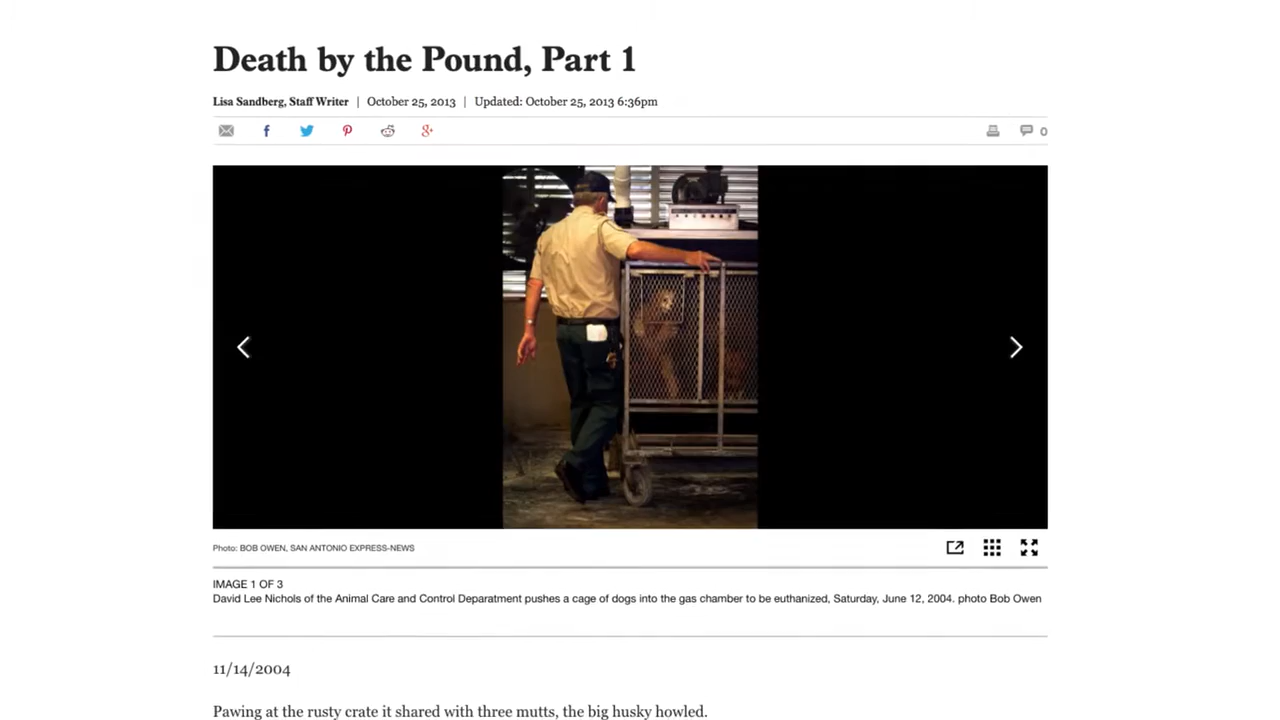 Death by the Pound, Part 1
Lisa Sandberg, Staff Writer | October 25, 2013 | Updated: October 25, 2013 6:36pm
0
Photo: BOB OWEN, SAN ANTONIO EXPRESS-NEWS
IMAGE 1 OF 3
David Lee Nichols of the Animal Care and Control Department pushes a cage of dogs into the gas chamber to be euthanized, Saturday, June 12, 2004. photo Bob Owen
11/14/2004
Pawing at the rusty crate it shared with three mutts, the big husky howled.